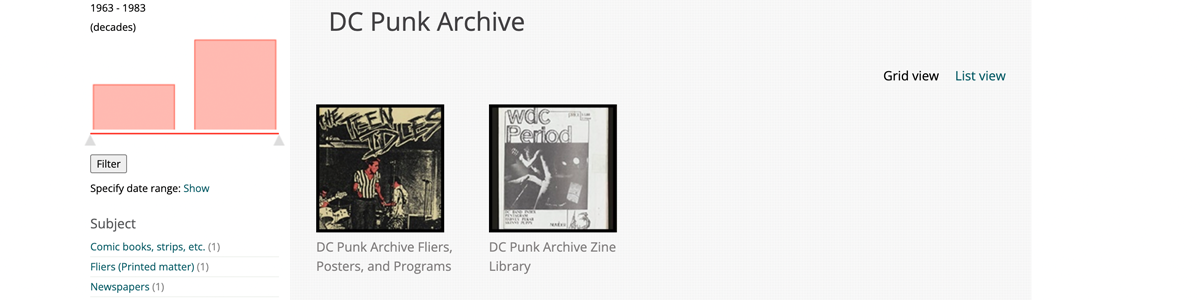 1963 - 1983
(decades)
Filter
Specify date range: Show
Subject
Comic books, strips, etc. (1)
Fliers (Printed matter) (1)
Newspapers (1)
DC Punk Archive
Grid view
List view
THE TEEN
IDLES
DC Punk Archive Fliers,
Posters, and Programs
wdc
Period
DC Punk Archive Zine
Library